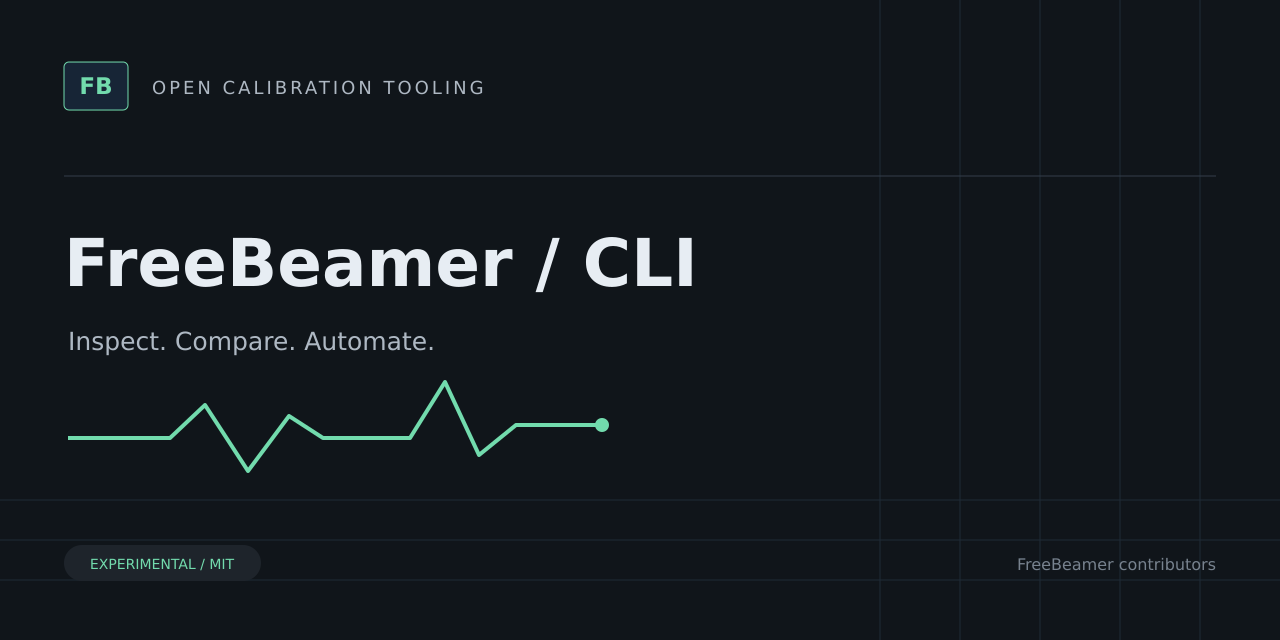 FB
OPEN CALIBRATION TOOLING
FreeBeamer / CLI
Inspect. Compare. Automate.
EXPERIMENTAL / MIT
FreeBeamer contributors